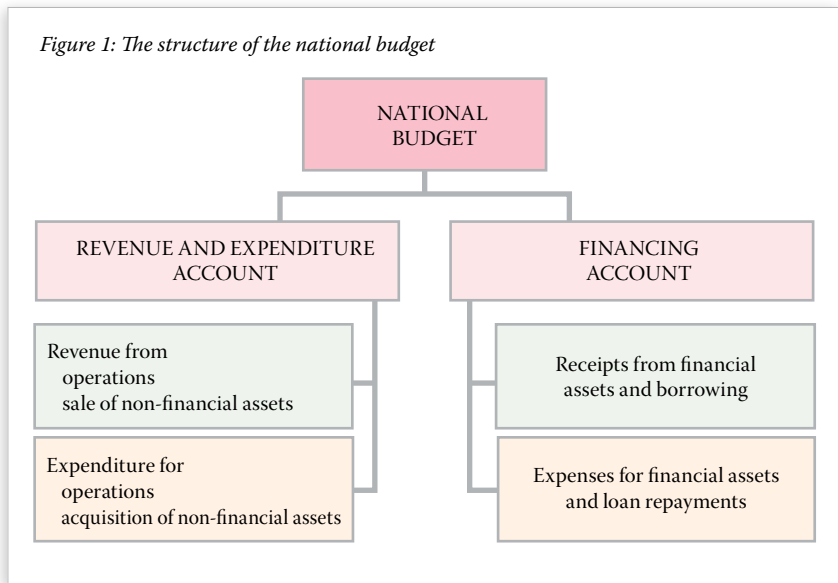 Figure 1: The structure of the national budget
NATIONAL
BUDGET
REVENUE AND EXPENDITURE
ACCOUNT
FINANCING
ACCOUNT
Revenue from
operations
sale of non-financial assets
Receipts from financial
assets and borrowing
Expenditure for
operations
acquisition of non-financial assets
Expenses for financial assets
and loan repayments